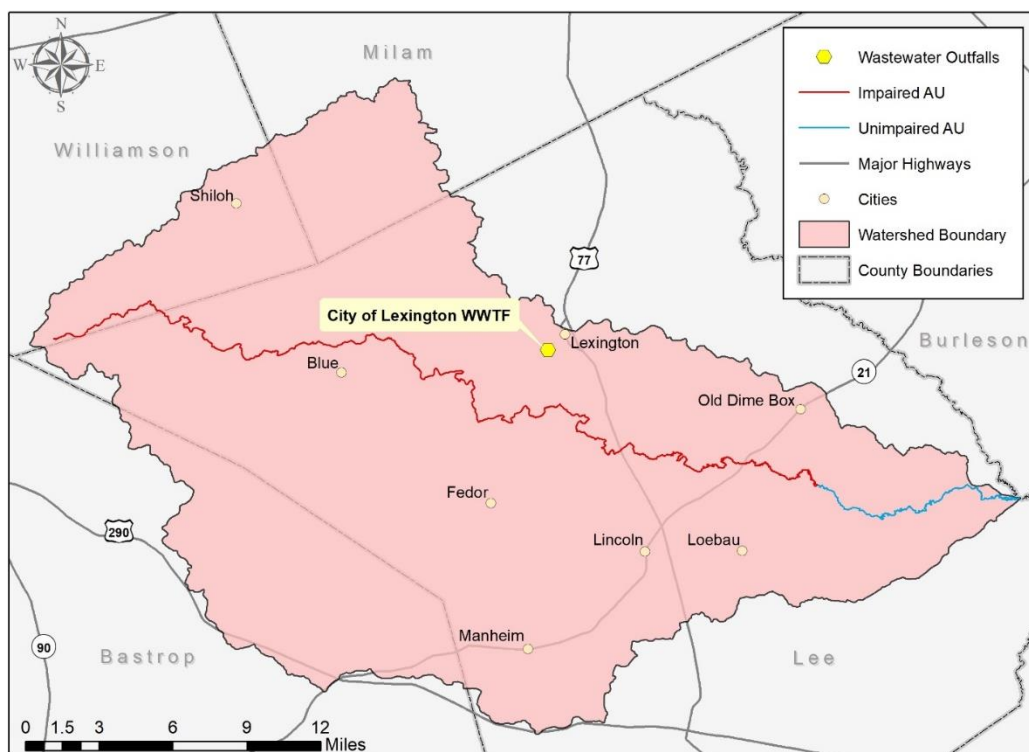 N
W E
S
Milam
Williamson
Shiloh
77
City of Lexington WWTF
Lexington
Blue
Burleson
21
Old Dime Box
Fedor
290
Lincoln
Loebau
Manheim
90
Bastrop
Lee
0 1.5 3 6 9 12
Miles
Wastewater Outfalls
Impaired AU
Unimpaired AU
Major Highways
Cities
Watershed Boundary
County Boundaries